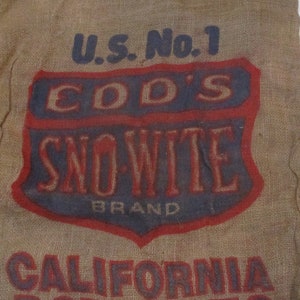 U.S. No.1
EDD'S
SNO-WITE
BRAND
CALIFORNIA